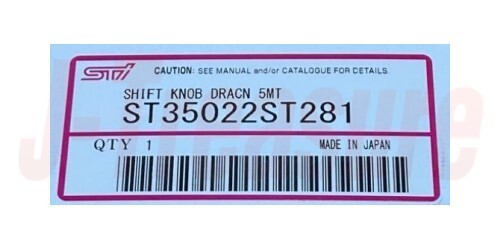 STI
CAUTION: SEE MANUAL and/or CATALOGUE FOR DETAILS
SHIFT KNOB DRACN 5MT
ST35022ST281
QTY 1
MADE IN JAPAN
J-Treasure